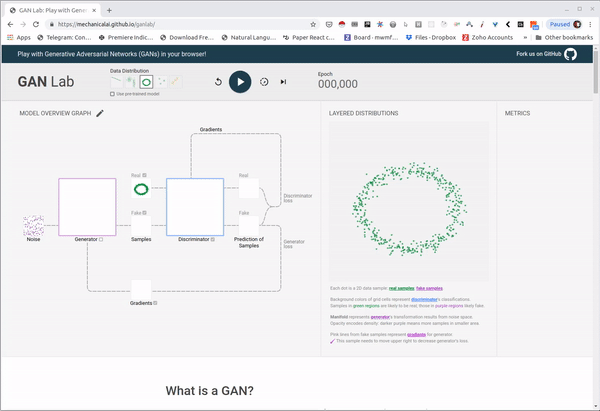 GAN Lab: Play with Gener
https://mechanicalai.github.io/ganlab/
Paused
Apps
Telegram: Con
Premiere Indic
Download Free
Natural Langu
Paper React c
Board - mwmf
Files - Dropbox
Zoho Accounts
Other bookmarks
Play with Generative Adversarial Networks (GANs) in your browser!
Fork us on GitHub
GAN Lab
Data Distribution
Use pre-trained model
Epoch
000,000
MODEL OVERVIEW GRAPH
LAYERED DISTRIBUTIONS
METRICS
Gradients
Real
Real
Discriminator
loss
Fake
Fake
Noise
Generator
Samples
Discriminator
Prediction of
Samples
Generator
loss
Gradients
Each dot is a 2D data sample: real samples; fake samples.
Background colors of grid cells represent discriminator's classifications.
Samples in green regions are likely to be real; those in purple regions likely fake.
Manifold represents generator's transformation results from noise space.
Opacity encodes density: darker purple means more samples in smaller area.
Pink lines from fake samples represent gradients for generator.
This sample needs to move upper right to decrease generator's loss.
What is a GAN?